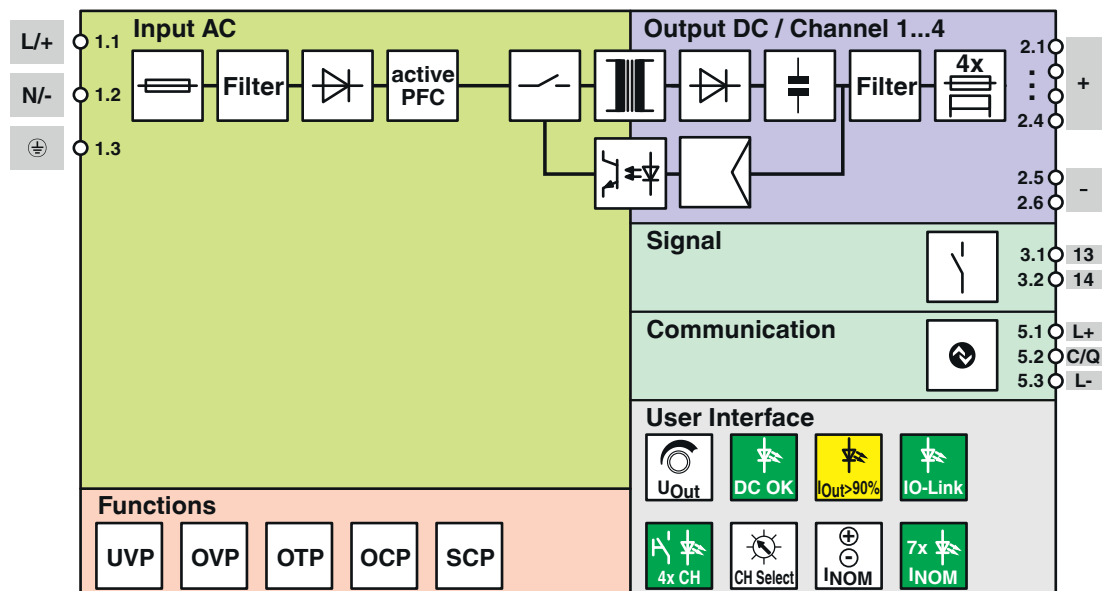 Input AC
L/+
1.1
N/-
1.2
1.3
Filter
active
PFC
Output DC / Channel 1...4
Filter
4x
2.1
2.4
+
2.5
2.6
-
Signal
3.1
13
3.2
14
Communication
5.1
L+
5.2
C/Q
5.3
L-
User Interface
UOut
DC OK
IOut>90%
IO-Link
4x CH
CH Select
+
-
INOM
7x
INOM
Functions
UVP
OVP
OTP
OCP
SCP